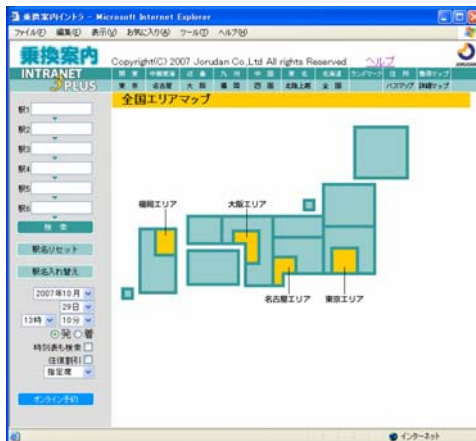 乗換案内イントラ - Microsoft Internet Explorer
ファイル(F) 編集(E) 表示(V) お気に入り(A) ツール(T) ヘルプ(H)
乗換案内
INTRANET PLUS
Copyright(C) 2007 Jorudan Co.,Ltd All rights Reserved
ヘルプ
関 東 中部東海 近 畿 九 州 中 国 東 北 北海道 ランドマーク 住 所
東 京 名古屋 大 阪 福 岡 四 国 北陸上越 全 国 バスマップ 詳細マップ
全国エリアマップ
駅1
駅2
駅3
駅4
駅5
駅6
検 索
駅名リセット
駅名入れ替え
2007年10月
29日
13時 10分
発 着
時刻表も検索
往復割引
指定席
オンライン予約
福岡エリア
大阪エリア
名古屋エリア
東京エリア
インターネット